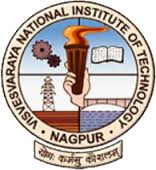 VISVESVARAYA NATIONAL INSTITUTE OF TECHNOLOGY
• NAGPUR •
योगः कर्मसु कौशलम्